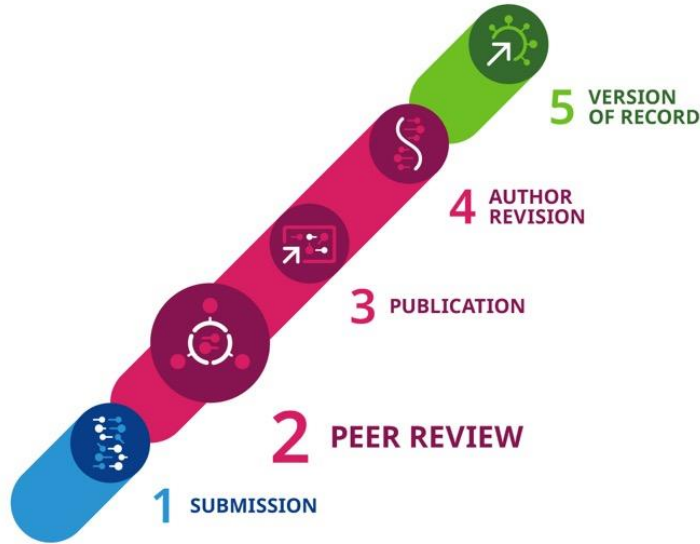 5 VERSION
OF RECORD
4 AUTHOR
REVISION
3 PUBLICATION
2 PEER REVIEW
1 SUBMISSION